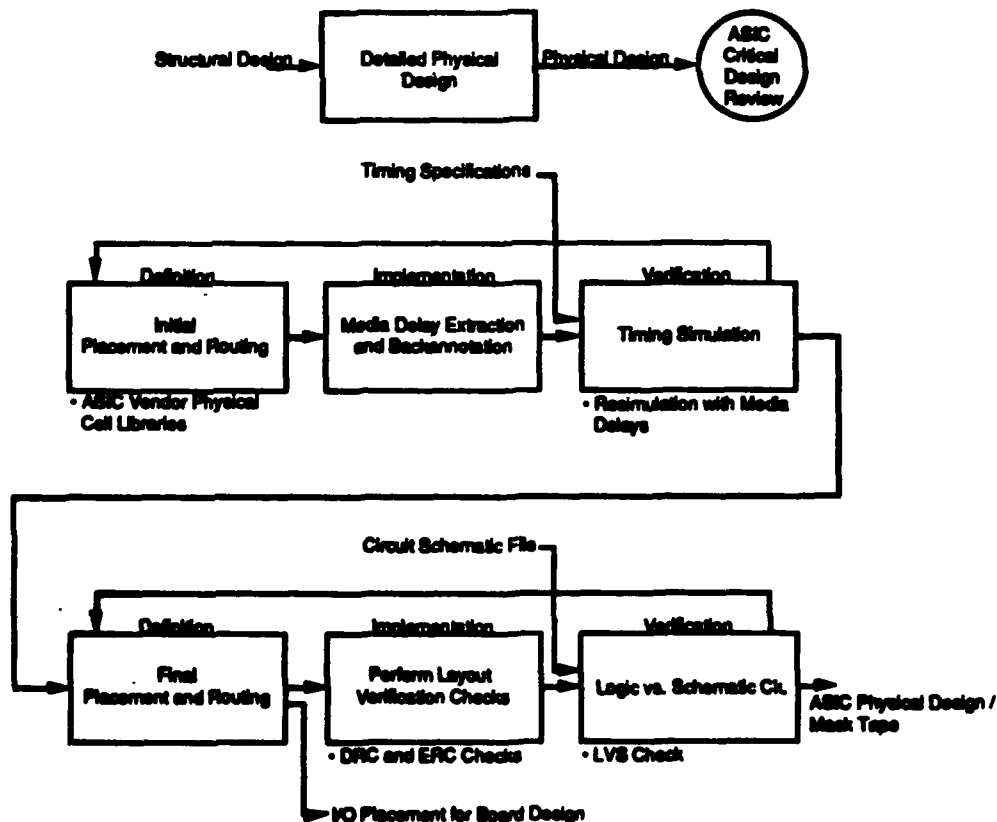 Structural Design
Detailed Physical
Design
Physical Design
ASIC
Critical
Design
Review
Timing Specifications
Definition
Implementation
Verification
Initial
Placement and Routing
Media Delay Extraction
and Backannotation
Timing Simulation
• ASIC Vendor Physical
Cell Libraries
• Resimulation with Media
Delays
Circuit Schematic File
Definition
Implementation
Verification
Final
Placement and Routing
Perform Layout
Verification Checks
Logic vs. Schematic Ck.
ASIC Physical Design /
Mask Tape
• DRC and ERC Checks
• LVS Check
I/O Placement for Board Design